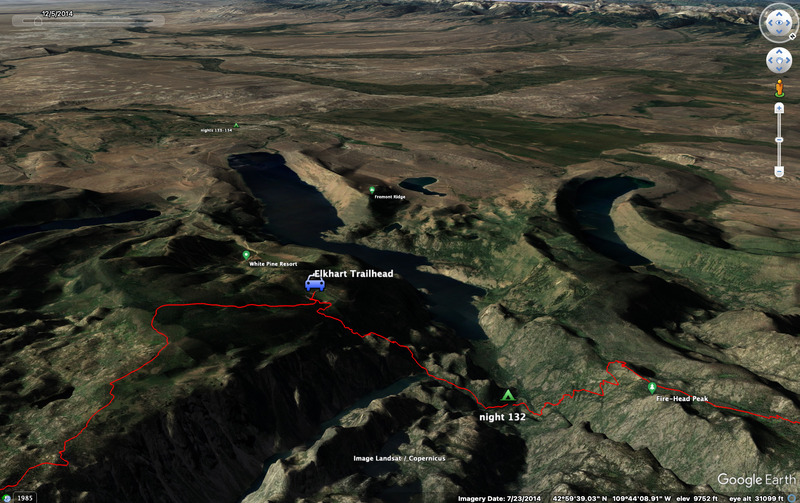 12/5/2014
nights 133-134
Fremont Ridge
White Pine Resort
Elkhart Trailhead
Fire-Head Peak
night 132
Image Landsat / Copernicus
Google Earth
1985
Imagery Date: 7/23/2014 42°59'39.03" N 109°44'08.91" W elev 9752 ft eye alt 31099 ft